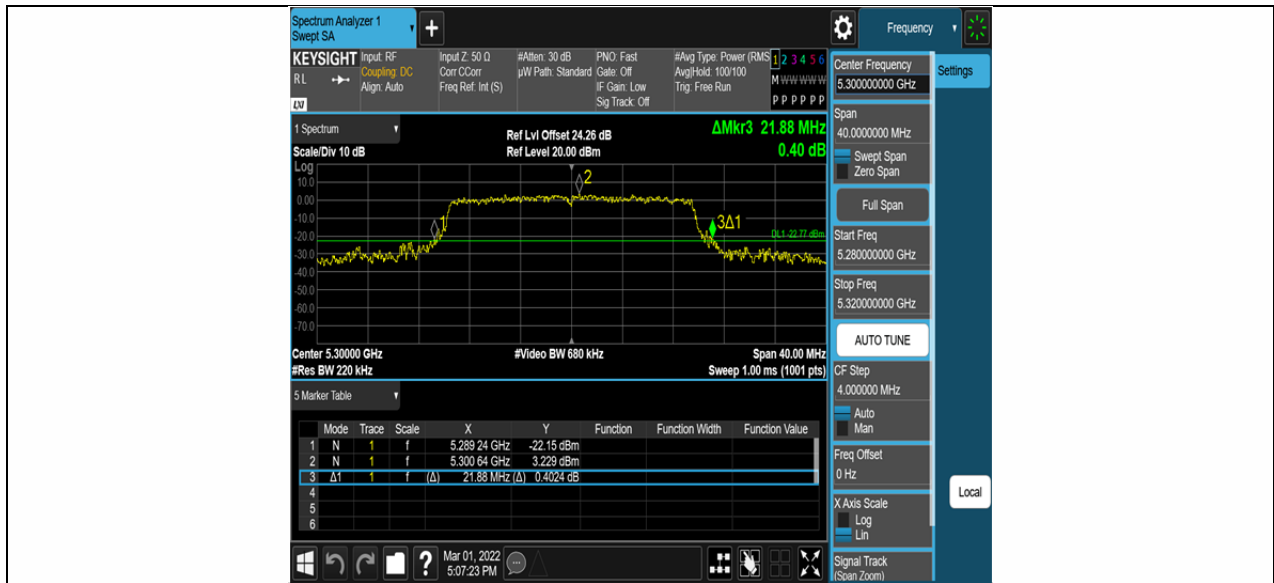 Spectrum Analyzer 1
Swept SA
+
Frequency
KEYSIGHT Input: RF Input Z: 50 Ω #Atten: 30 dB PNO: Fast #Avg Type: Power (RMS 1 2 3 4 5 6
RL Coupling: DC Corr CCorr µW Path: Standard Gate: Off Avg|Hold: 100/100 M W W W W W
Align: Auto Freq Ref: Int (S) IF Gain: Low Trig: Free Run
LXI Sig Track: Off P P P P P P
1 Spectrum
Scale/Div 10 dB
Ref Lvl Offset 24.26 dB
Ref Level 20.00 dBm
ΔMkr3 21.88 MHz
0.40 dB
Log
10.0
0.00
-10.0
-20.0
-30.0
-40.0
-50.0
-60.0
-70.0
1
2
3Δ1
DL1 -22.77 dBm
Center 5.30000 GHz #Video BW 680 kHz Span 40.00 MHz
#Res BW 220 kHz Sweep 1.00 ms (1001 pts)
5 Marker Table
Mode Trace Scale X Y Function Function Width Function Value
1 N 1 f 5.289 24 GHz -22.15 dBm
2 N 1 f 5.300 64 GHz 3.229 dBm
3 Δ1 1 f (Δ) 21.88 MHz (Δ) 0.4024 dB
4
5
6
?
Mar 01, 2022
5:07:23 PM
Center Frequency
5.300000000 GHz
Span
40.0000000 MHz
Swept Span
Zero Span
Full Span
Start Freq
5.280000000 GHz
Stop Freq
5.320000000 GHz
AUTO TUNE
CF Step
4.000000 MHz
Auto
Man
Freq Offset
0 Hz
X Axis Scale
Log
Lin
Signal Track
(Span Zoom)
Settings
Local